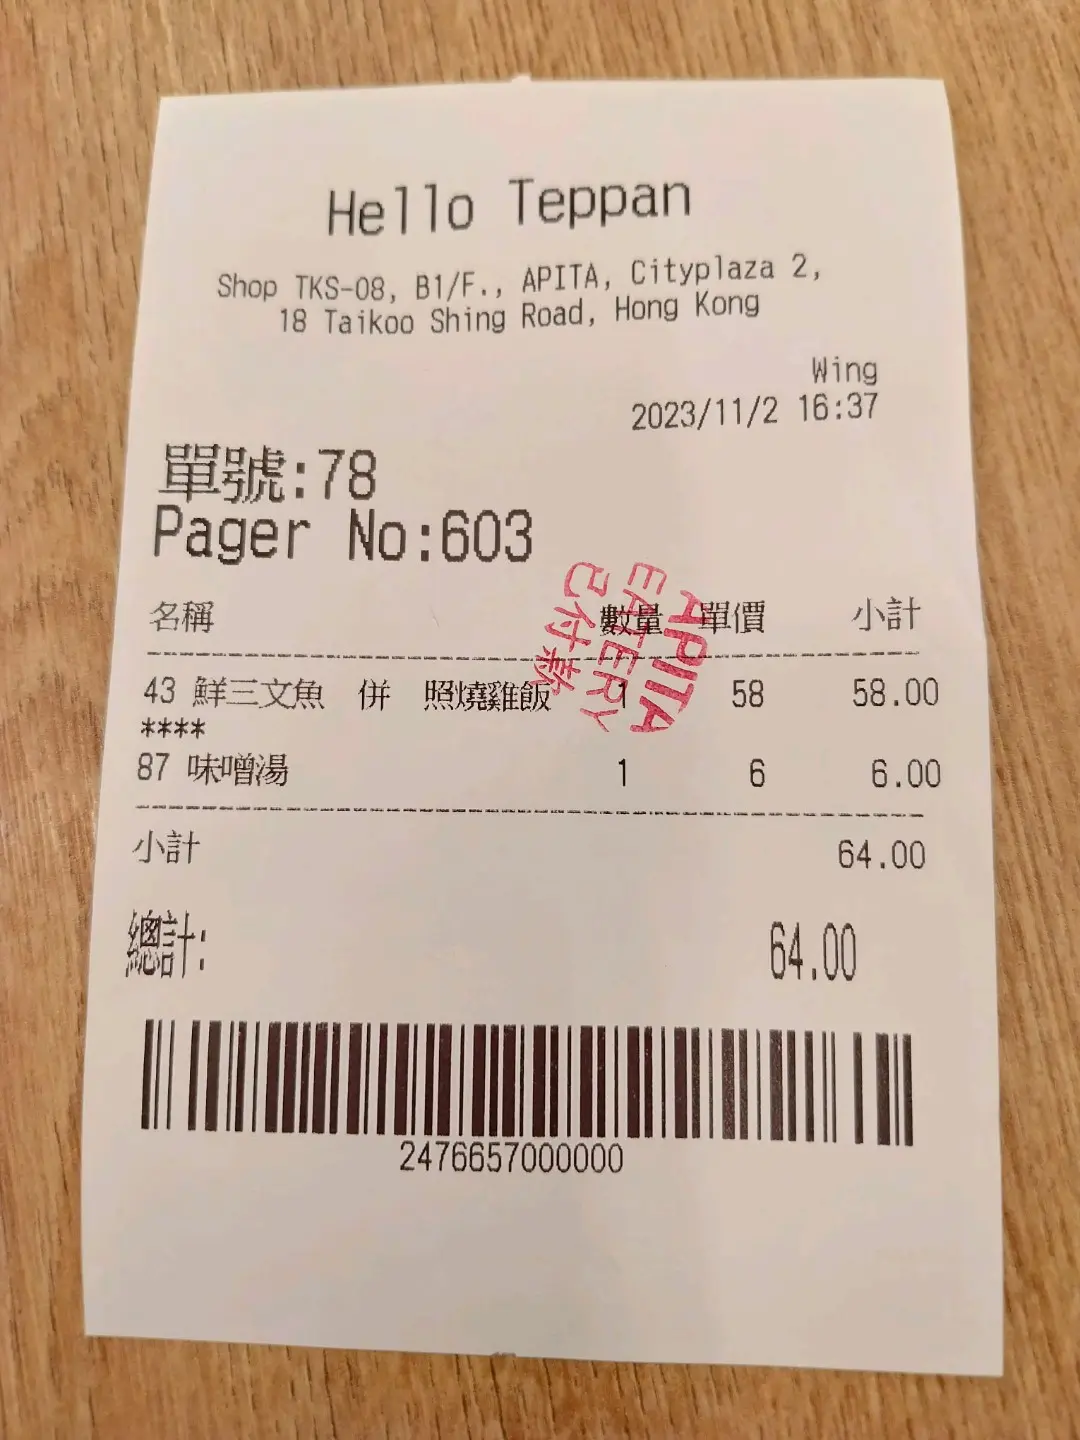 Hello Teppan
Shop TKS-08, B1/F., APITA, Cityplaza 2,
18 Taikoo Shing Road, Hong Kong
Wing
2023/11/2 16:37
單號:78
Pager No:603
名稱 數量 單價 小計
43 鮮三文魚 併 照燒雞飯 1 58 58.00
****
87 味噌湯 1 6 6.00
小計 64.00
總計: 64.00
2476657000000
APITA
EATERY
已付款